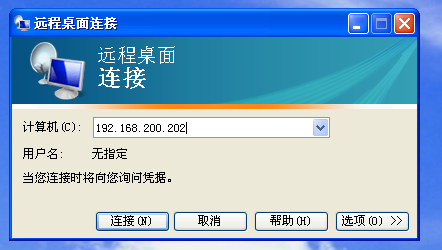 远程桌面连接
远程桌面
连接
计算机(C): 192.168.200.202
用户名: 无指定
当您连接时将向您询问凭据。
连接(N) 取消 帮助(H) 选项(O) >>